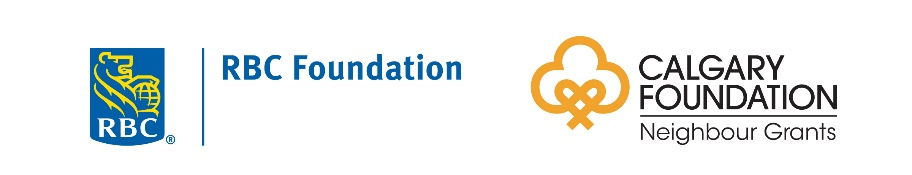 RBC®
RBC Foundation
CALGARY
FOUNDATION
Neighbour Grants